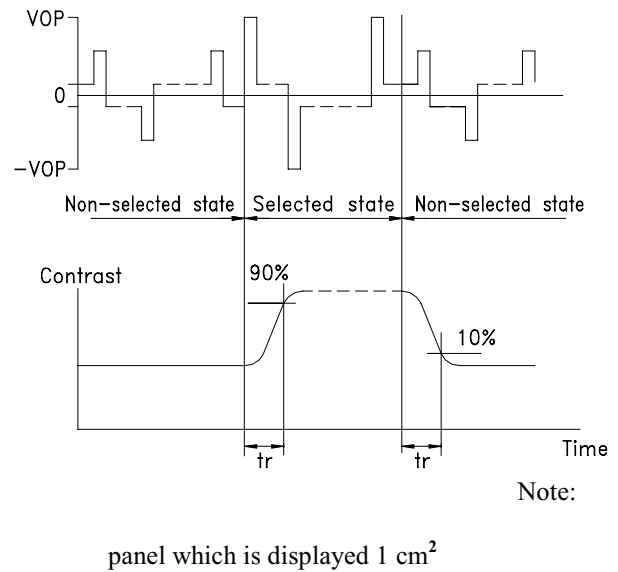 VOP
0
-VOP
Non-selected state
Selected state
Non-selected state
Contrast
90%
10%
tr
tr
Time
Note:
panel which is displayed 1 cm²